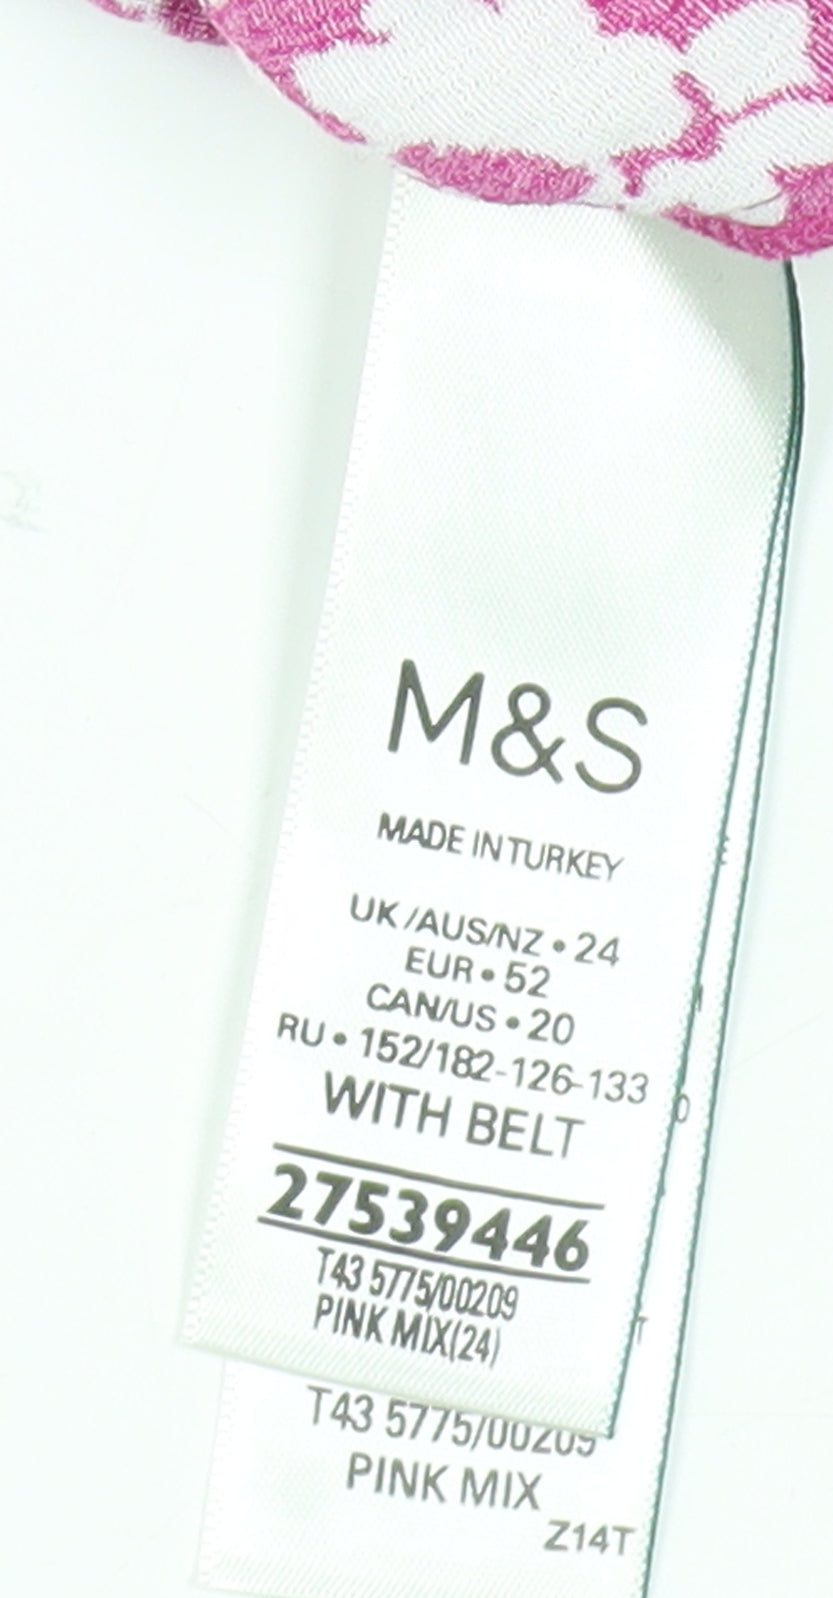 M&S
MADE IN TURKEY
UK/AUS/NZ • 24
EUR • 52
CAN/US • 20
RU • 152/182-126-133
WITH BELT
27539446
T43 5775/00209
PINK MIX(24)
T43 5775/00209
PINK MIX
Z14T